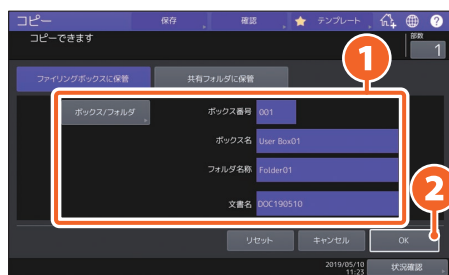 コピー 保存 確認 テンプレート
コピーできます 部数
1
1
ファイリングボックスに保管 共有フォルダに保管
ボックス/フォルダ ボックス番号 001
ボックス名 User Box01
フォルダ名称 Folder01
文書名 DOC190510
2
リセット キャンセル OK
2019/05/10
11:23 状況確認